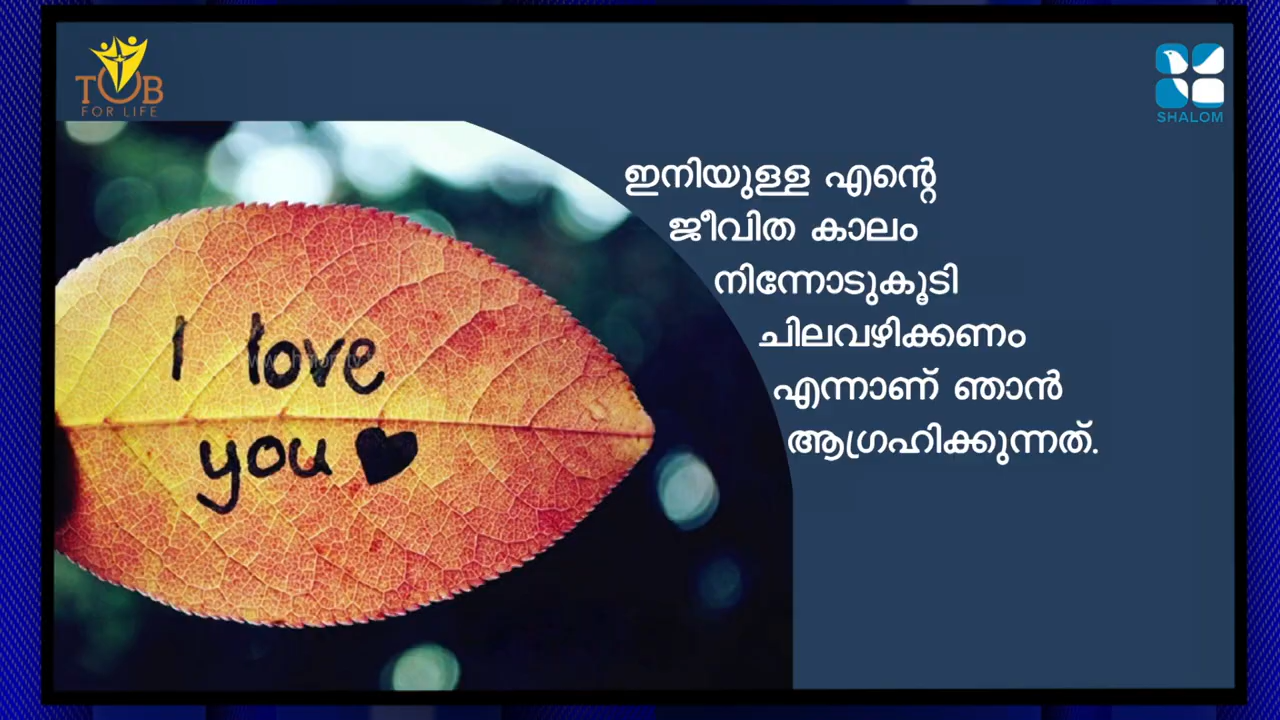 TOB
FOR LIFE
SHALOM
ഇനിയുള്ള എന്റെ
ജീവിത കാലം
നിന്നോടുകൂടി
ചിലവഴിക്കണം
എന്നാണ് ഞാൻ
ആഗ്രഹിക്കുന്നത്.
I love
you